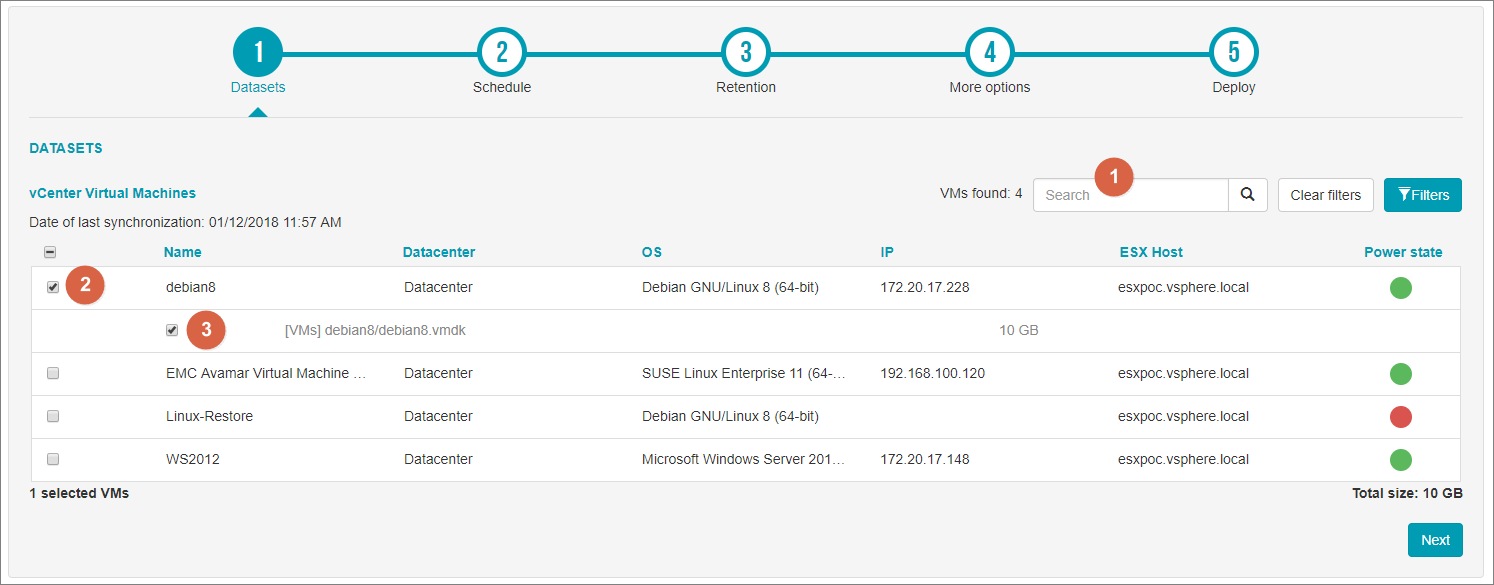 1 2 3 4 5
Datasets Schedule Retention More options Deploy
DATASETS
vCenter Virtual Machines VMs found: 4 Search 1 Clear filters Filters
Date of last synchronization: 01/12/2018 11:57 AM
Name Datacenter OS IP ESX Host Power state
2 debian8 Datacenter Debian GNU/Linux 8 (64-bit) 172.20.17.228 esxpoc.vsphere.local
3 [VMs] debian8/debian8.vmdk 10 GB
EMC Avamar Virtual Machine ... Datacenter SUSE Linux Enterprise 11 (64-... 192.168.100.120 esxpoc.vsphere.local
Linux-Restore Datacenter Debian GNU/Linux 8 (64-bit) esxpoc.vsphere.local
WS2012 Datacenter Microsoft Windows Server 201... 172.20.17.148 esxpoc.vsphere.local
1 selected VMs Total size: 10 GB
Next